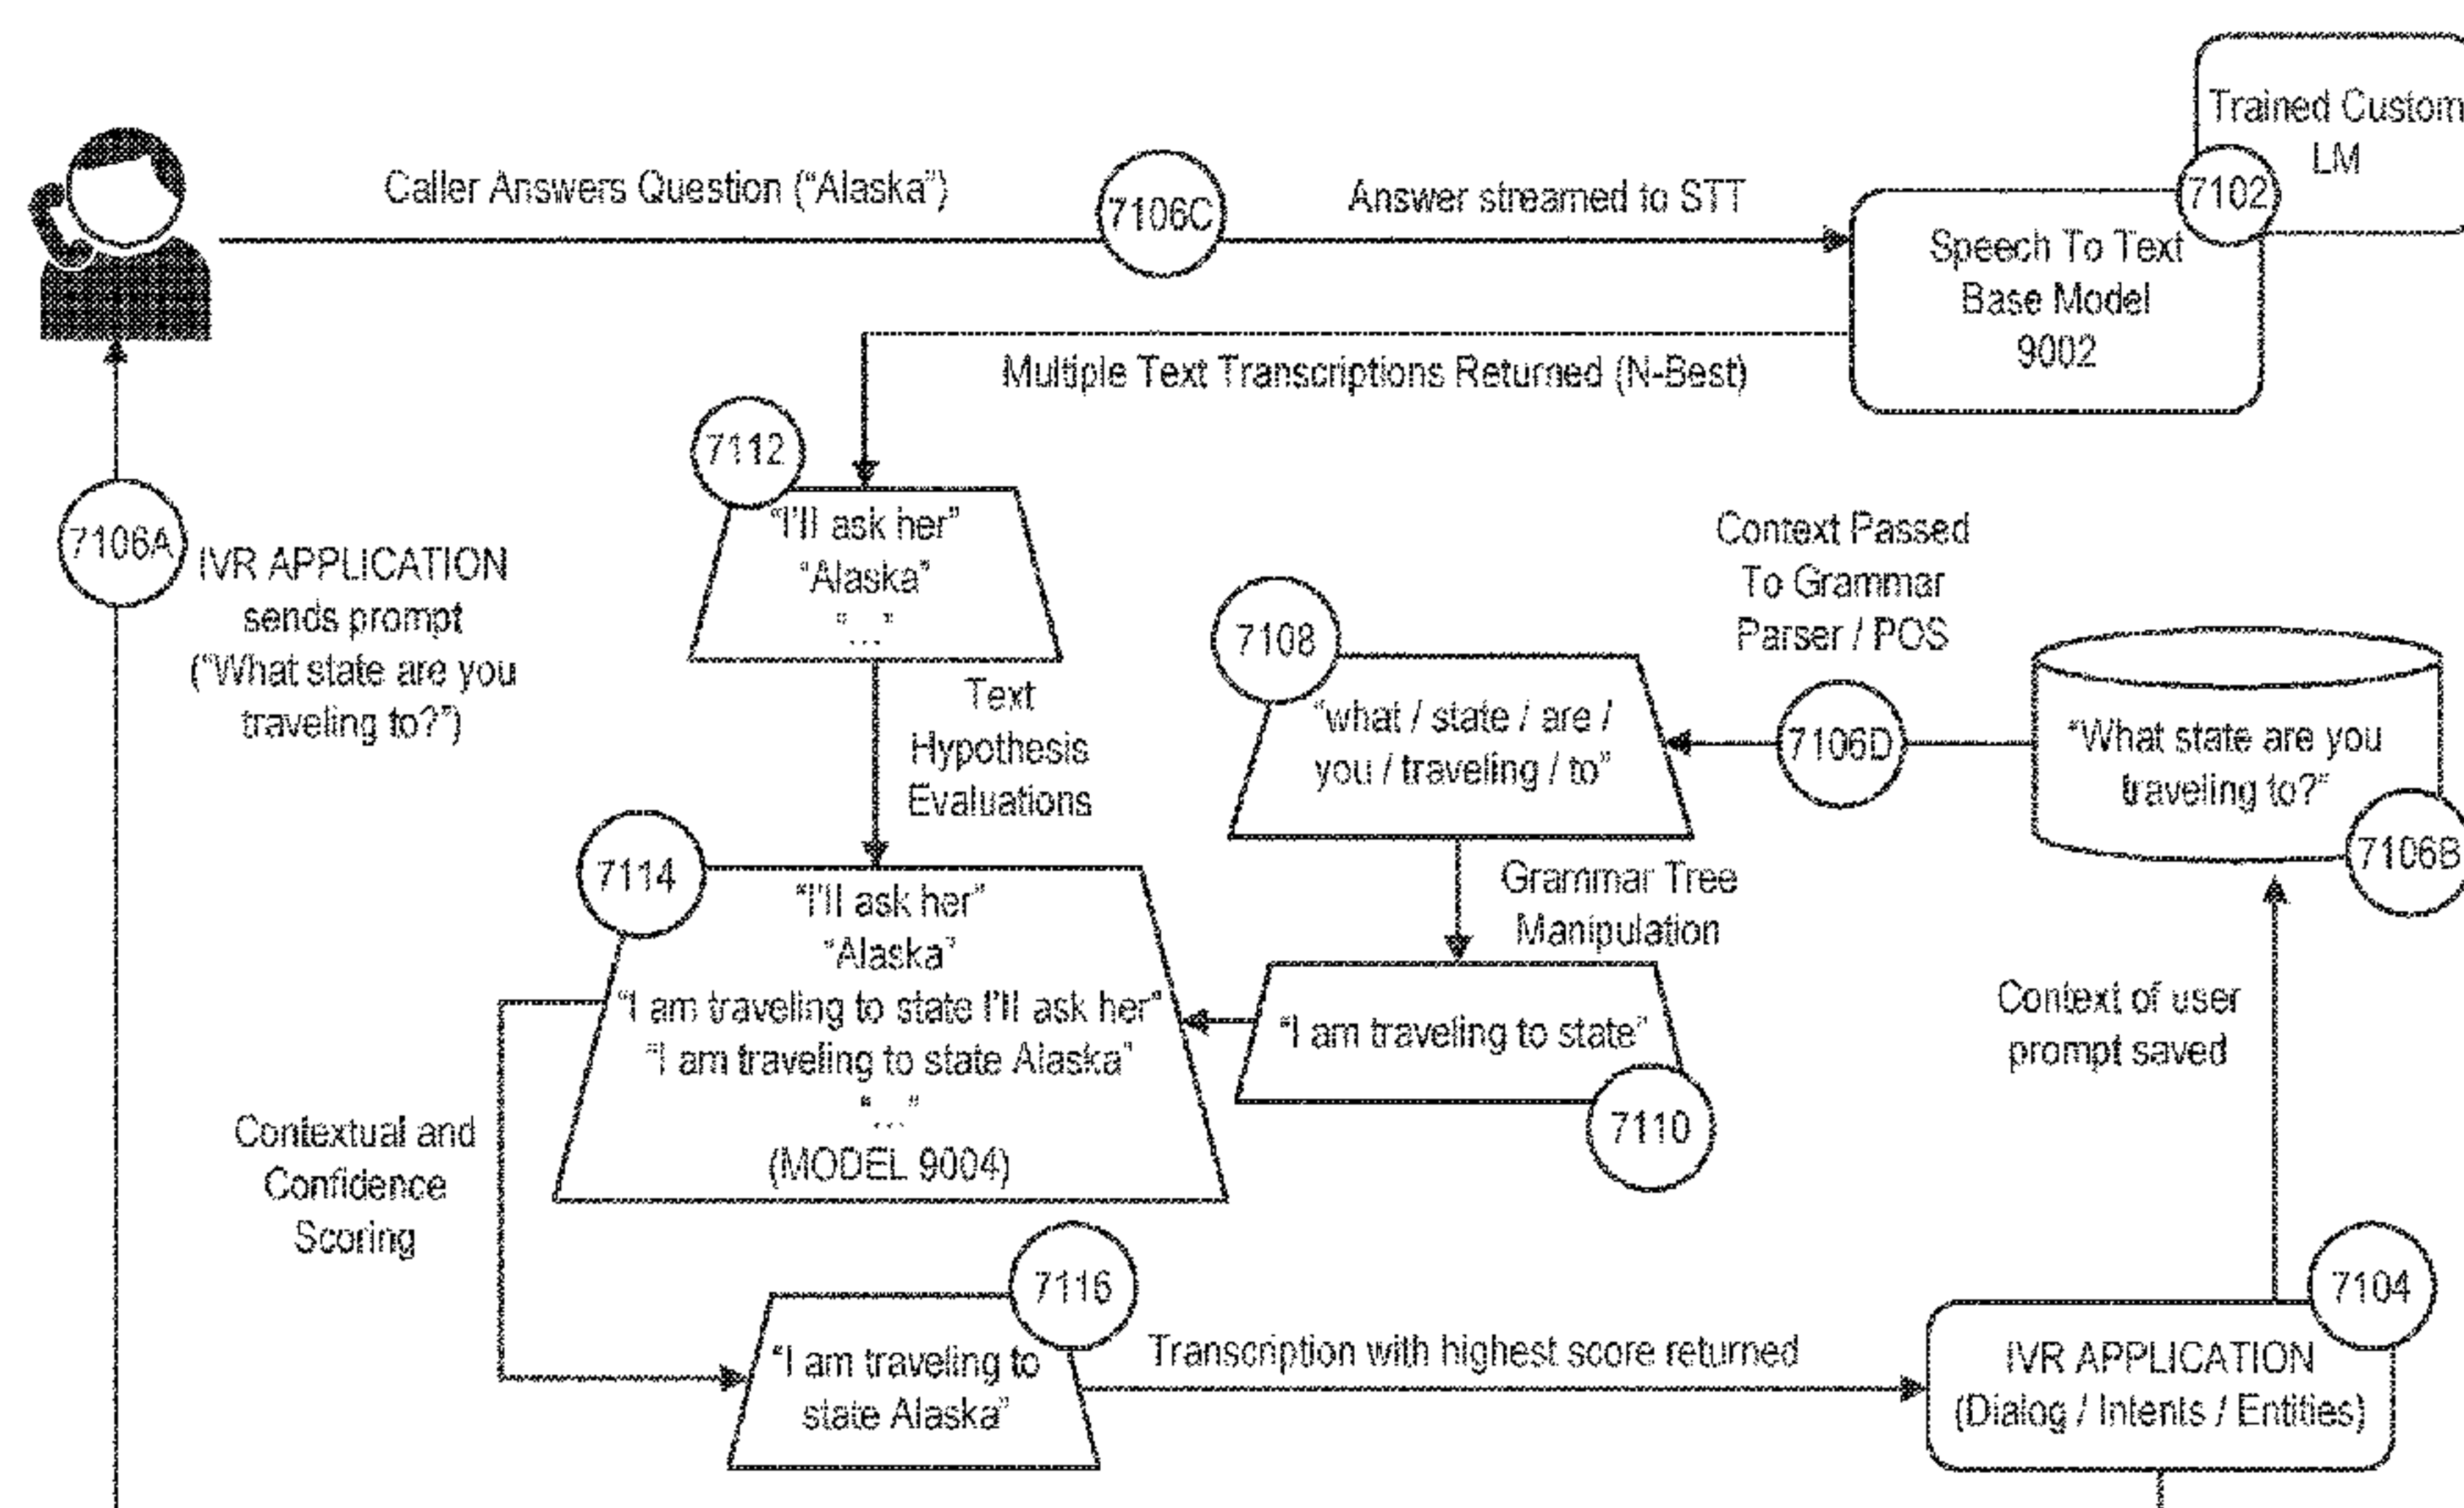 Trained Custom
LM
7102
Caller Answers Question ("Alaska")
7106C
Answer streamed to STT
Speech To Text
Base Model
9002
Multiple Text Transcriptions Returned (N-Best)
7112
"I'll ask her"
"Alaska"
"..."
7106A
IVR APPLICATION
sends prompt
("What state are you
traveling to?")
Text
Hypothesis
Evaluations
7108
"what / state / are /
you / traveling / to"
Context Passed
To Grammar
Parser / POS
7106D
"What state are you
traveling to?"
7106B
7114
"I'll ask her"
"Alaska"
"I am traveling to state I'll ask her"
"I am traveling to state Alaska"
"..."
(MODEL 9004)
Grammar Tree
Manipulation
"I am traveling to state"
7110
Context of user
prompt saved
Contextual and
Confidence
Scoring
7116
"I am traveling to
state Alaska"
Transcription with highest score returned
7104
IVR APPLICATION
(Dialog / Intents / Entities)